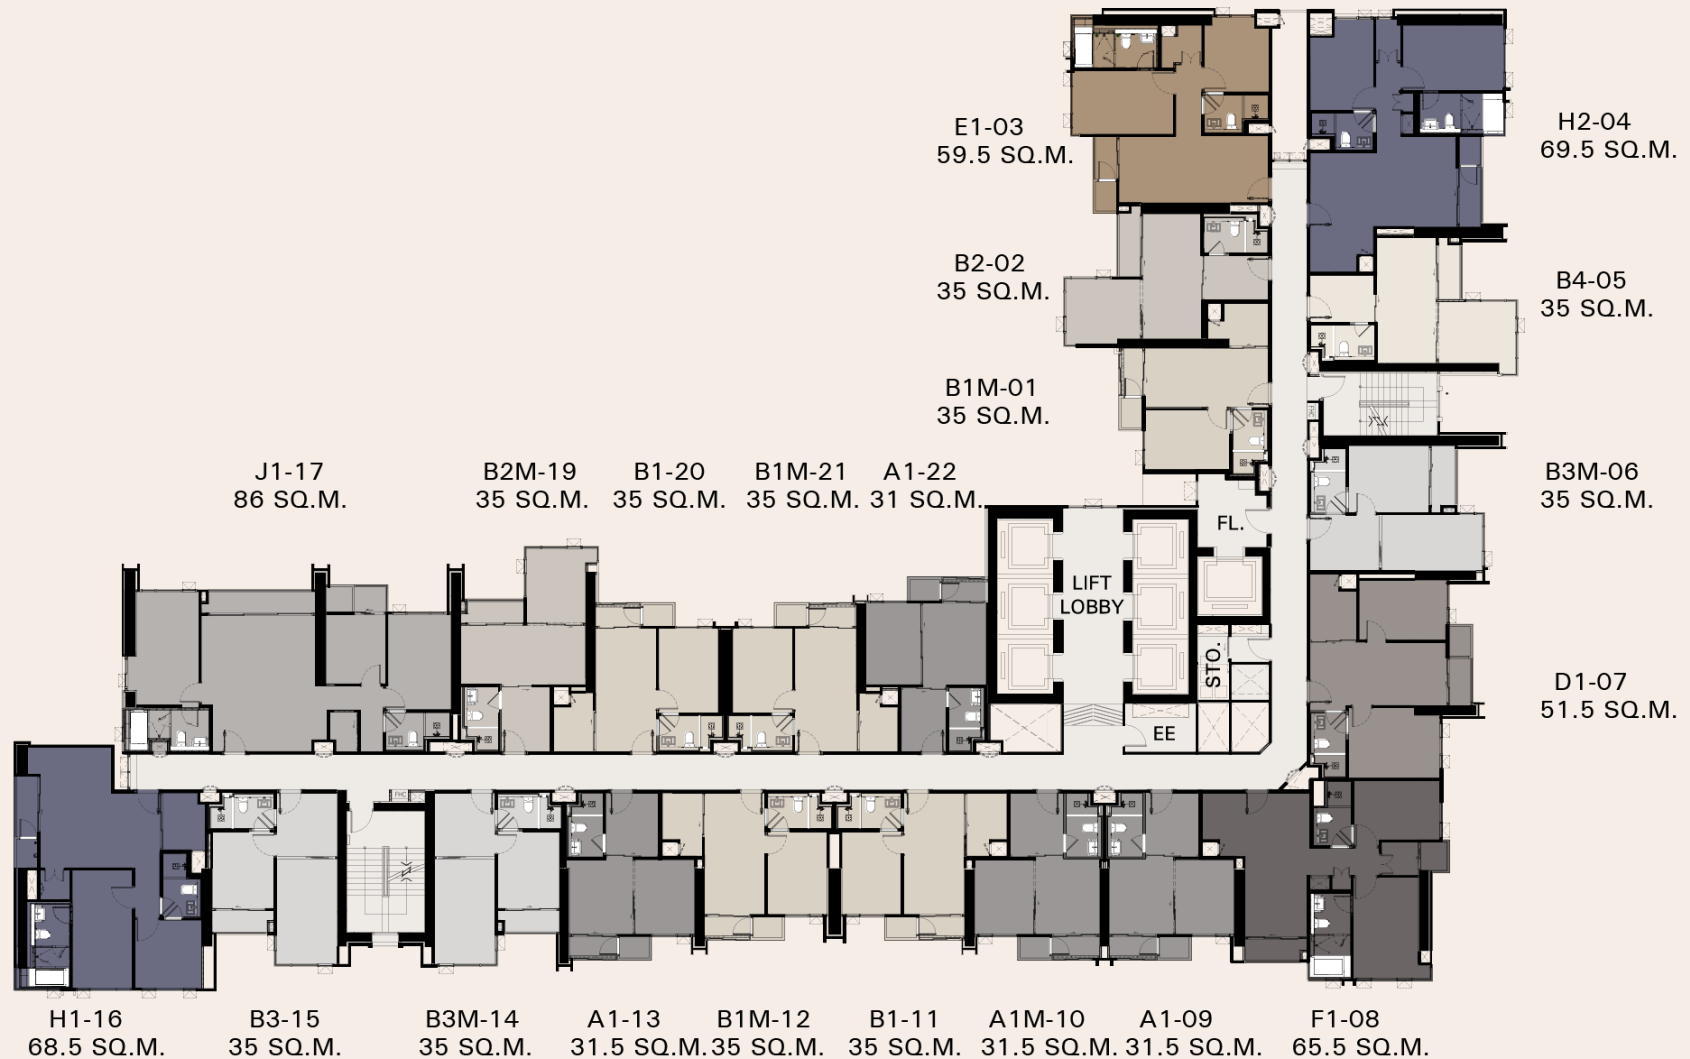 E1-03
59.5 SQ.M.
H2-04
69.5 SQ.M.
B2-02
35 SQ.M.
B4-05
35 SQ.M.
B1M-01
35 SQ.M.
FHC
J1-17
86 SQ.M.
B2M-19
35 SQ.M.
B1-20
35 SQ.M.
B1M-21
35 SQ.M.
A1-22
31 SQ.M.
B3M-06
35 SQ.M.
FL.
LIFT
LOBBY
STO.
EE
D1-07
51.5 SQ.M.
FHC
H1-16
68.5 SQ.M.
B3-15
35 SQ.M.
B3M-14
35 SQ.M.
A1-13
31.5 SQ.M.
B1M-12
35 SQ.M.
B1-11
35 SQ.M.
A1M-10
31.5 SQ.M.
A1-09
31.5 SQ.M.
F1-08
65.5 SQ.M.